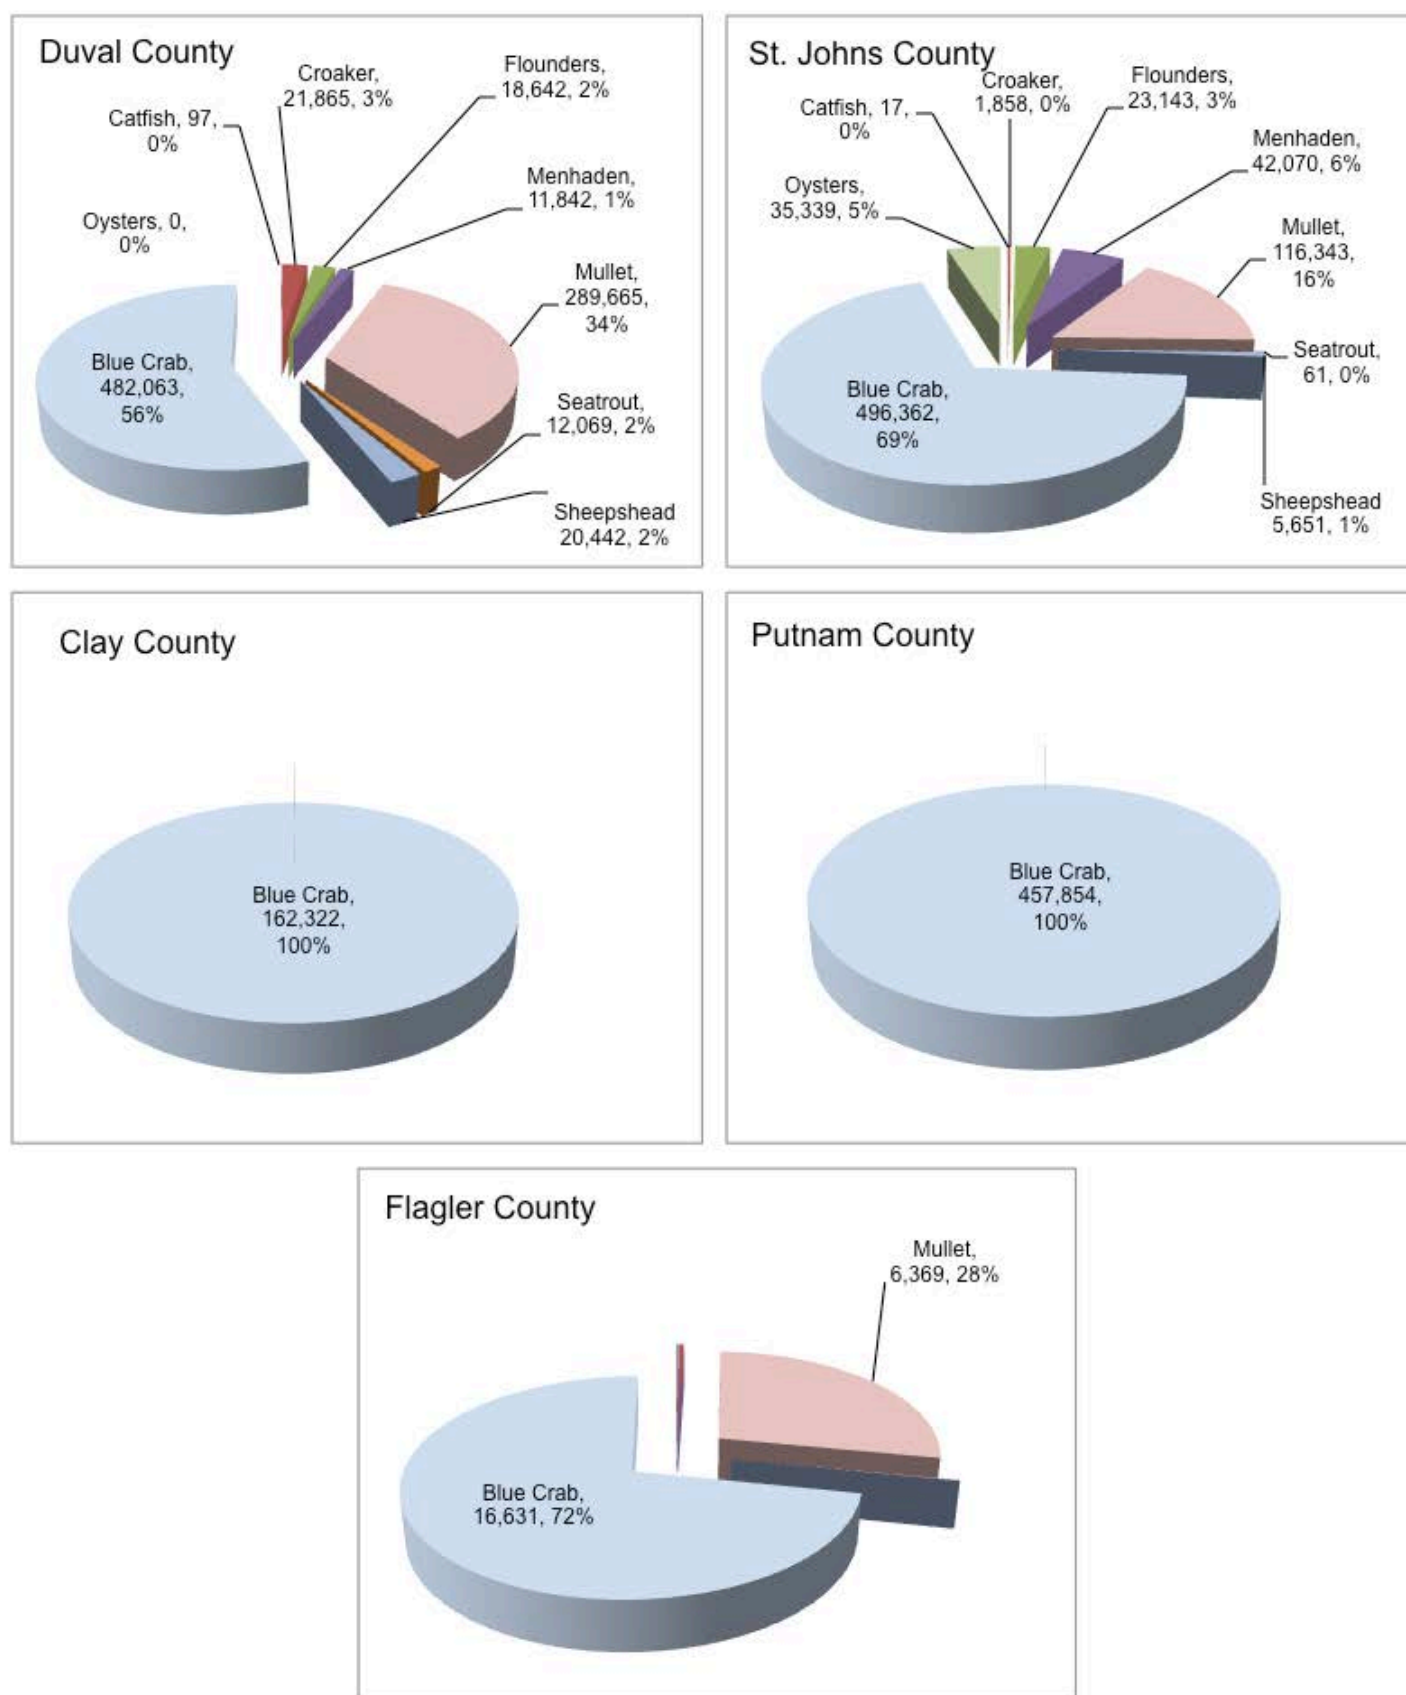 Duval County
Croaker,
21,865, 3%
Flounders,
18,642, 2%
Catfish, 97,
0%
Menhaden,
11,842, 1%
Oysters, 0,
0%
Mullet,
289,665,
34%
Blue Crab,
482,063,
56%
Seatrout,
12,069, 2%
Sheepshead
20,442, 2%
St. Johns County
Croaker,
1,858, 0%
Flounders,
23,143, 3%
Catfish, 17,
0%
Menhaden,
42,070, 6%
Oysters,
35,339, 5%
Mullet,
116,343,
16%
Seatrout,
61, 0%
Blue Crab,
496,362,
69%
Sheepshead
5,651, 1%
Clay County
Blue Crab,
162,322,
100%
Putnam County
Blue Crab,
457,854,
100%
Flagler County
Mullet,
6,369, 28%
Blue Crab,
16,631, 72%